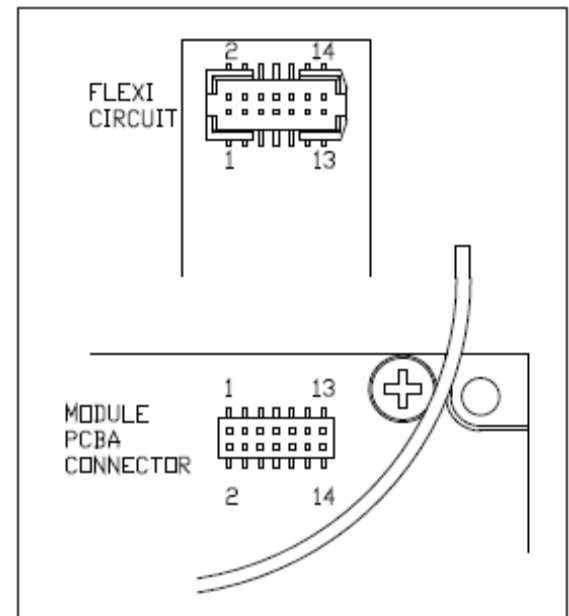 2 14
FLEXI
CIRCUIT
1 13
1 13
MODULE
PCBA
CONNECTOR
2 14